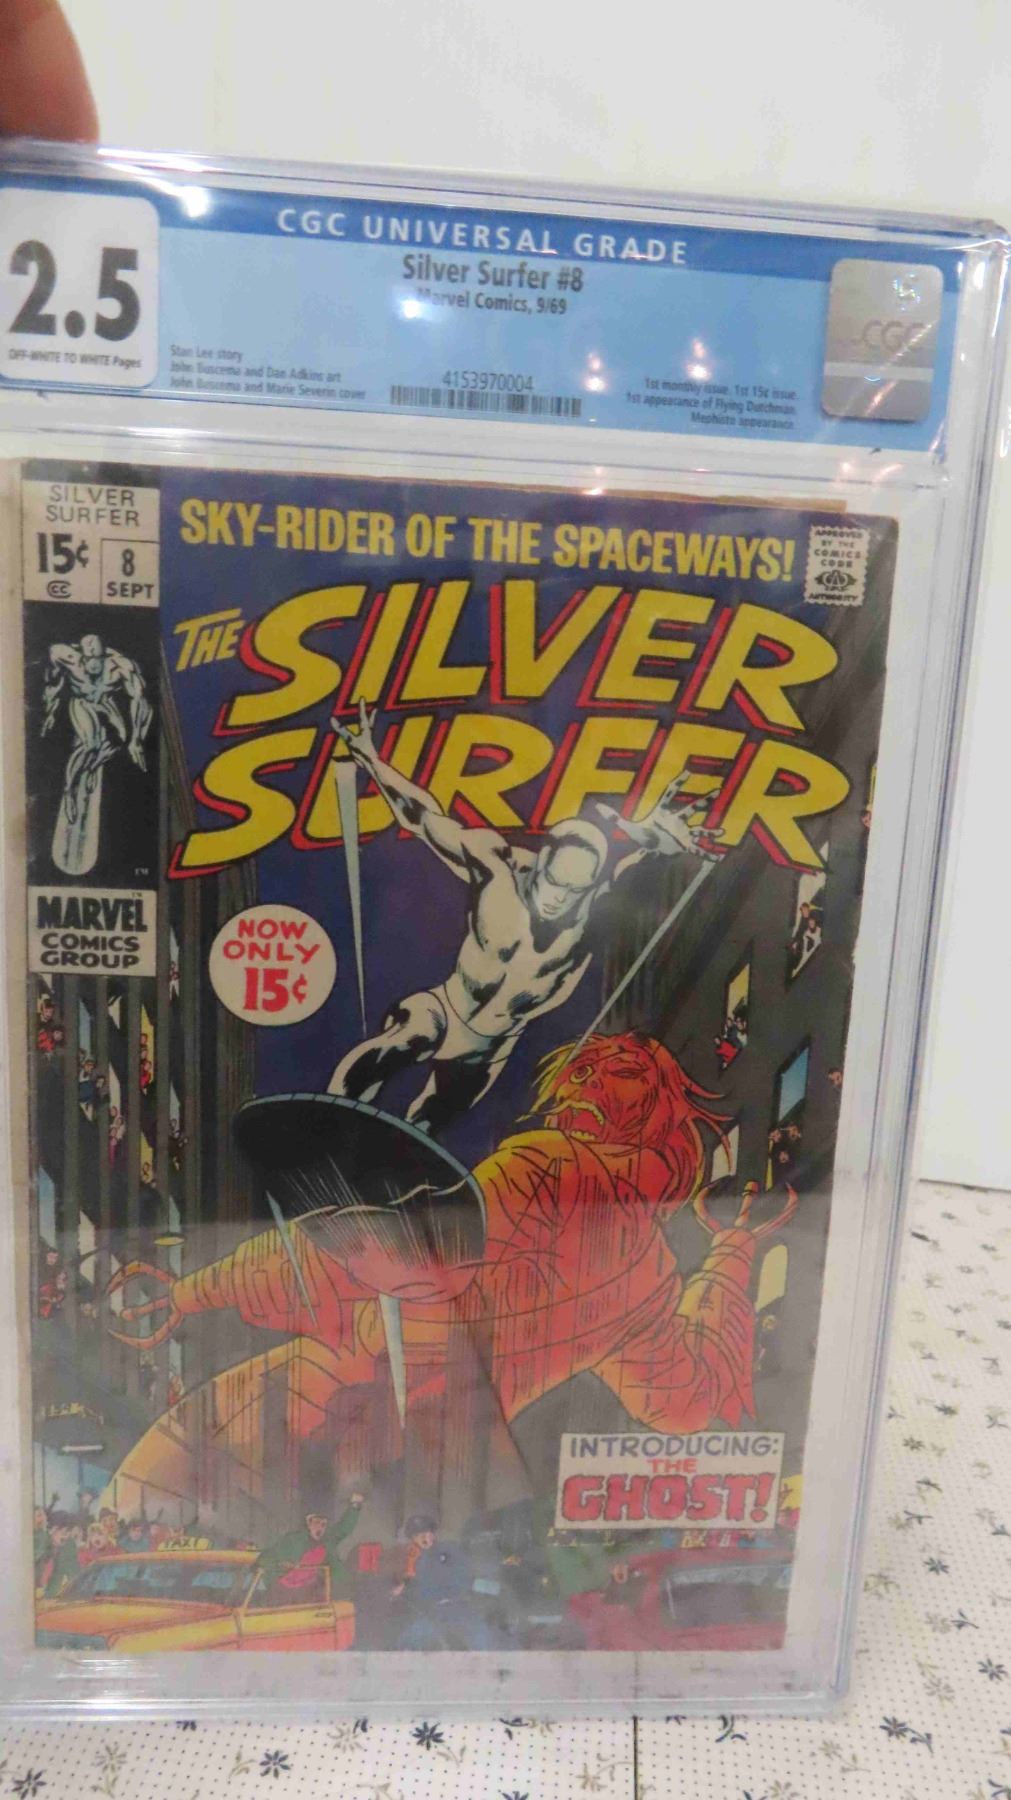 CGC UNIVERSAL GRADE
2.5
OFF-WHITE TO WHITE Pages
Silver Surfer #8
Marvel Comics, 9/69
Stan Lee story
John Buscema and Dan Adkins art
John Buscema and Marie Severin cover
4153970004
1st monthly issue. 1st 15¢ issue.
1st appearance of Flying Dutchman.
Mephisto appearance.
CGC
SILVER
SURFER
15¢
CC
8
SEPT
SKY-RIDER OF THE SPACEWAYS!
APPROVED
BY THE
COMICS
CODE
AUTHORITY
THE SILVER
SURFER
TM
MARVEL
COMICS
GROUP
NOW
ONLY
15¢
INTRODUCING:
THE
GHOST!
TAXI